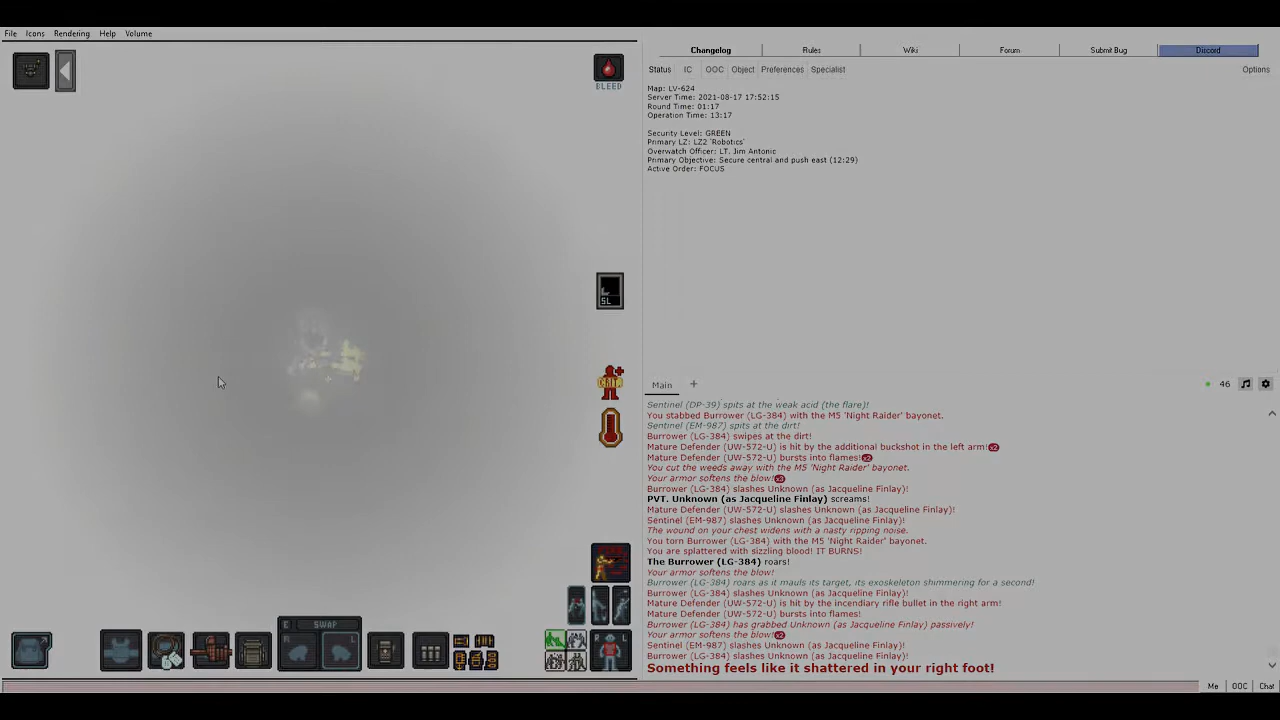 File Icons Rendering Help Volume
BLEED
SL
CRIT
E SWAP
R L
R L
Changelog Rules Wiki Forum Submit Bug Discord
Status IC OOC Object Preferences Specialist Options
Map: LV-624
Server Time: 2021-08-17 17:52:15
Round Time: 01:17
Operation Time: 13:17
Security Level: GREEN
Primary LZ: LZ2 'Robotics'
Overwatch Officer: LT. Jim Antonic
Primary Objective: Secure central and push east (12:29)
Active Order: FOCUS
Main + 46
Sentinel (DP-39) spits at the weak acid (the flare)!
You stabbed Burrower (LG-384) with the M5 'Night Raider' bayonet.
Sentinel (EM-987) spits at the dirt!
Burrower (LG-384) swipes at the dirt!
Mature Defender (UW-572-U) is hit by the additional buckshot in the left arm! x2
Mature Defender (UW-572-U) bursts into flames! x2
You cut the weeds away with the M5 'Night Raider' bayonet.
Your armor softens the blow! x3
Burrower (LG-384) slashes Unknown (as Jacqueline Finlay)!
PVT. Unknown (as Jacqueline Finlay) screams!
Mature Defender (UW-572-U) slashes Unknown (as Jacqueline Finlay)!
Sentinel (EM-987) slashes Unknown (as Jacqueline Finlay)!
The wound on your chest widens with a nasty ripping noise.
You torn Burrower (LG-384) with the M5 'Night Raider' bayonet.
You are splattered with sizzling blood! IT BURNS!
The Burrower (LG-384) roars!
Your armor softens the blow!
Burrower (LG-384) roars as it mauls its target, its exoskeleton shimmering for a second!
Burrower (LG-384) slashes Unknown (as Jacqueline Finlay)!
Mature Defender (UW-572-U) is hit by the incendiary rifle bullet in the right arm!
Mature Defender (UW-572-U) bursts into flames!
Burrower (LG-384) has grabbed Unknown (as Jacqueline Finlay) passively!
Your armor softens the blow! x2
Sentinel (EM-987) slashes Unknown (as Jacqueline Finlay)!
Burrower (LG-384) slashes Unknown (as Jacqueline Finlay)!
Something feels like it shattered in your right foot!
Me OOC Chat